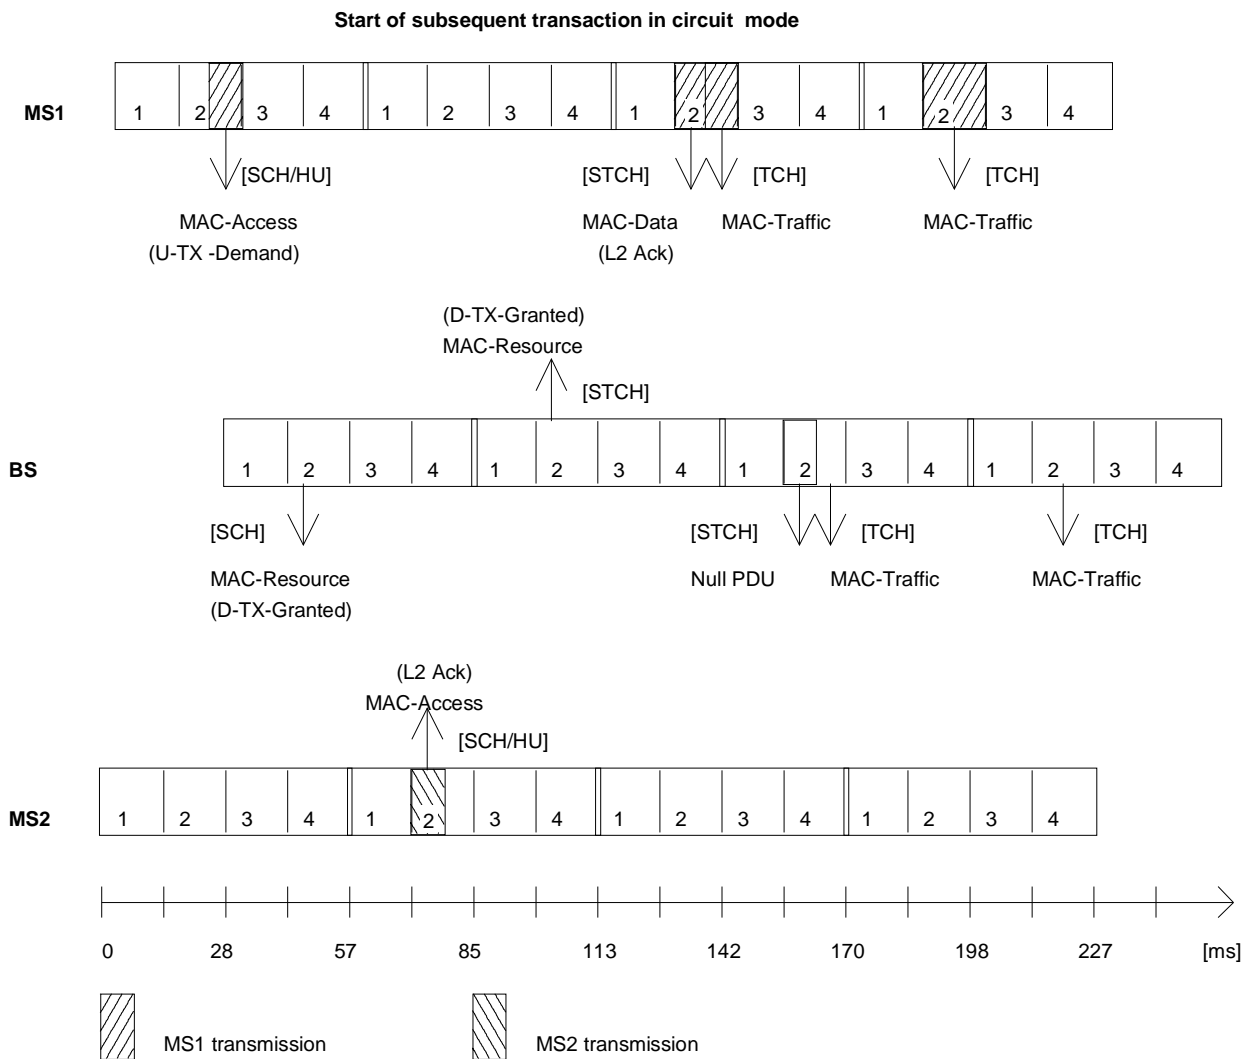 Start of subsequent transaction in circuit mode
MS1
1 2 3 4 1 2 3 4 1 2 3 4 1 2 3 4
[SCH/HU] [STCH] [TCH] [TCH]
MAC-Access MAC-Data MAC-Traffic MAC-Traffic
(U-TX -Demand) (L2 Ack)
(D-TX-Granted)
MAC-Resource
[STCH]
BS
1 2 3 4 1 2 3 4 1 2 3 4 1 2 3 4
[SCH] [STCH] [TCH] [TCH]
MAC-Resource Null PDU MAC-Traffic MAC-Traffic
(D-TX-Granted)
(L2 Ack)
MAC-Access
[SCH/HU]
MS2
1 2 3 4 1 2 3 4 1 2 3 4 1 2 3 4
0 28 57 85 113 142 170 198 227 [ms]
MS1 transmission MS2 transmission